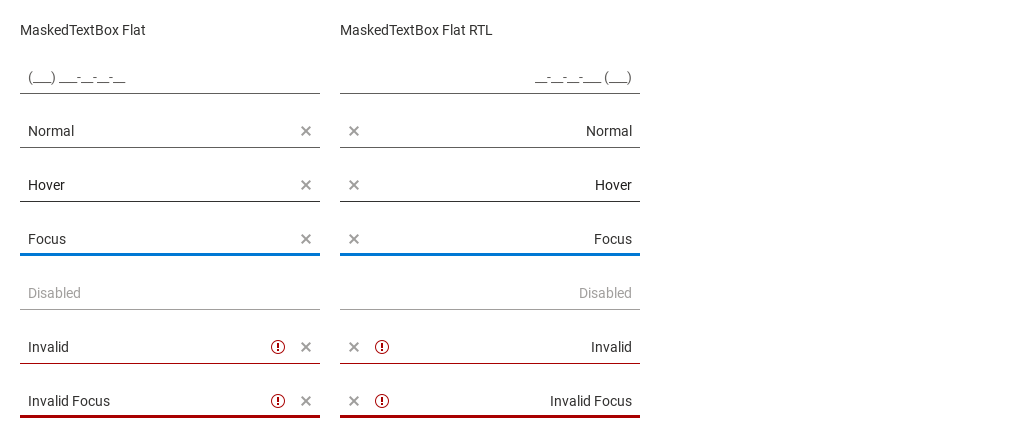 MaskedTextBox Flat
(___) ___-__-__-__
Normal
Hover
Focus
Disabled
Invalid
Invalid Focus
MaskedTextBox Flat RTL
__-__-__-___ (___)
Normal
Hover
Focus
Disabled
Invalid
Invalid Focus